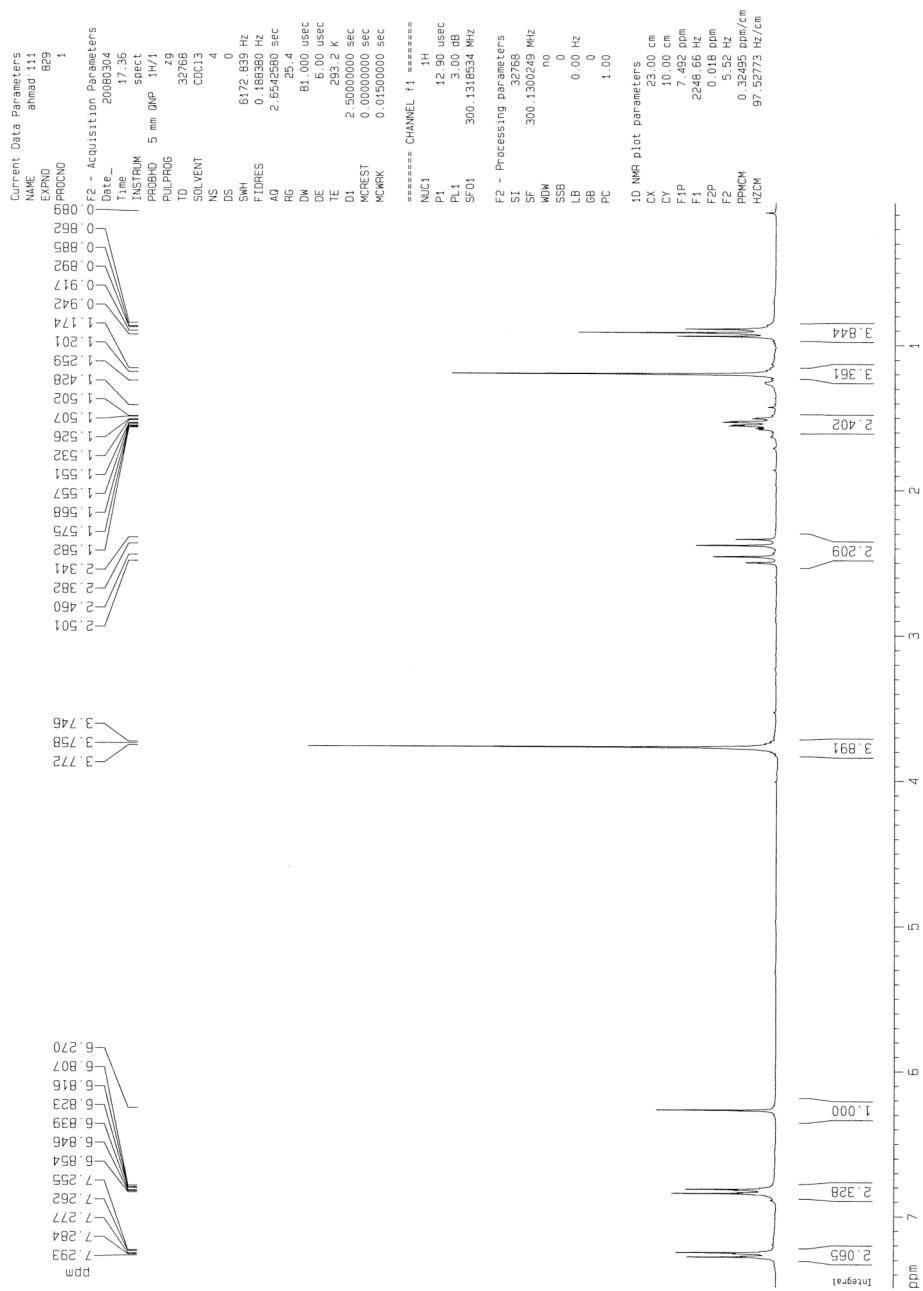 Current Data Parameters
NAME ahmad 111
EXPNO 829
PROCNO 1
F2 - Acquisition Parameters
Date_ 20080304
Time 17.36
INSTRUM spect
PROBHD 5 mm QNP 1H/1
PULPROG zg
TD 32768
SOLVENT CDCl3
NS 4
DS 0
SWH 6172.839 Hz
FIDRES 0.188380 Hz
AQ 2.6542580 sec
RG 25.4
DW 81.000 usec
DE 6.00 usec
TE 293.2 K
D1 2.50000000 sec
MCREST 0.00000000 sec
MCWRK 0.01500000 sec
======== CHANNEL f1 ========
NUC1 1H
P1 12.90 usec
PL1 3.00 dB
SFO1 300.1318534 MHz
F2 - Processing parameters
SI 32768
SF 300.1300249 MHz
WDW no
SSB 0
LB 0.00 Hz
GB 0
PC 1.00
1D NMR plot parameters
CX 23.00 cm
CY 10.00 cm
F1P 7.492 ppm
F1 2248.66 Hz
F2P 0.018 ppm
F2 5.52 Hz
PPMCM 0.32495 ppm/cm
HZCM 97.52773 Hz/cm
ppm
7.293
7.284
7.277
7.262
7.255
6.854
6.846
6.839
6.823
6.816
6.807
6.270
3.772
3.758
3.746
2.501
2.460
2.382
2.341
1.582
1.575
1.568
1.557
1.551
1.532
1.526
1.507
1.502
1.428
1.259
1.201
1.174
0.942
0.917
0.892
0.885
0.862
0.089
Integral
2.065
2.328
1.000
3.891
2.209
2.402
3.361
3.844
ppm
7
6
5
4
3
2
1